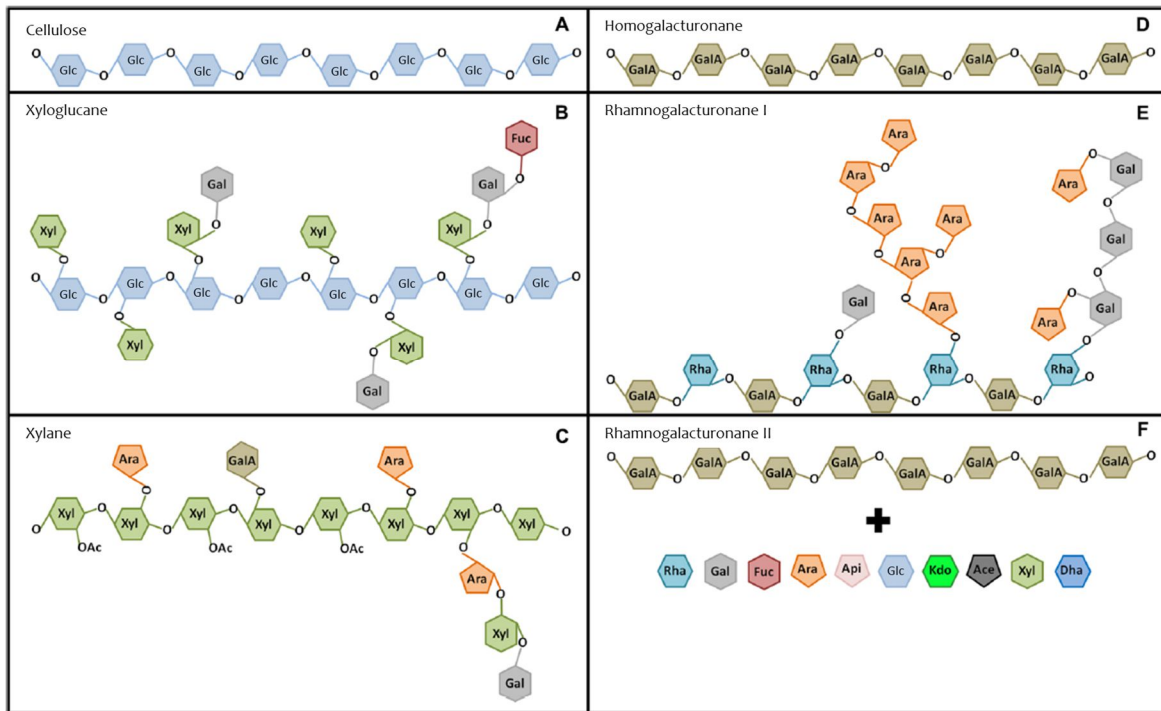 Cellulose A
O Glc O Glc O Glc O Glc O Glc O Glc O Glc O Glc O
Xyloglucane B
Fuc
O
Gal Gal
O O
Xyl Xyl Xyl Xyl
O O O O
O Glc O Glc O Glc O Glc O Glc O Glc O Glc O Glc O
O O
Xyl Xyl
O
Gal
Xylane C
Ara GalA Ara
O O O
O Xyl O Xyl O Xyl O Xyl O Xyl O Xyl O Xyl O Xyl O
OAc OAc OAc O
Ara O
Xyl O
Gal
Homogalacturonane D
O GalA O GalA O GalA O GalA O GalA O GalA O GalA O GalA O
Rhamnogalacturonane I E
Ara
O O Gal
Ara Ara
O O
Ara Ara Gal
O O
Ara O
O O
Gal Ara Ara Gal
O O O
O GalA O Rha O GalA O Rha O GalA O Rha O GalA O Rha O
Rhamnogalacturonane II F
O GalA O GalA O GalA O GalA O GalA O GalA O GalA O GalA O
+
Rha Gal Fuc Ara Api Glc Kdo Ace Xyl Dha